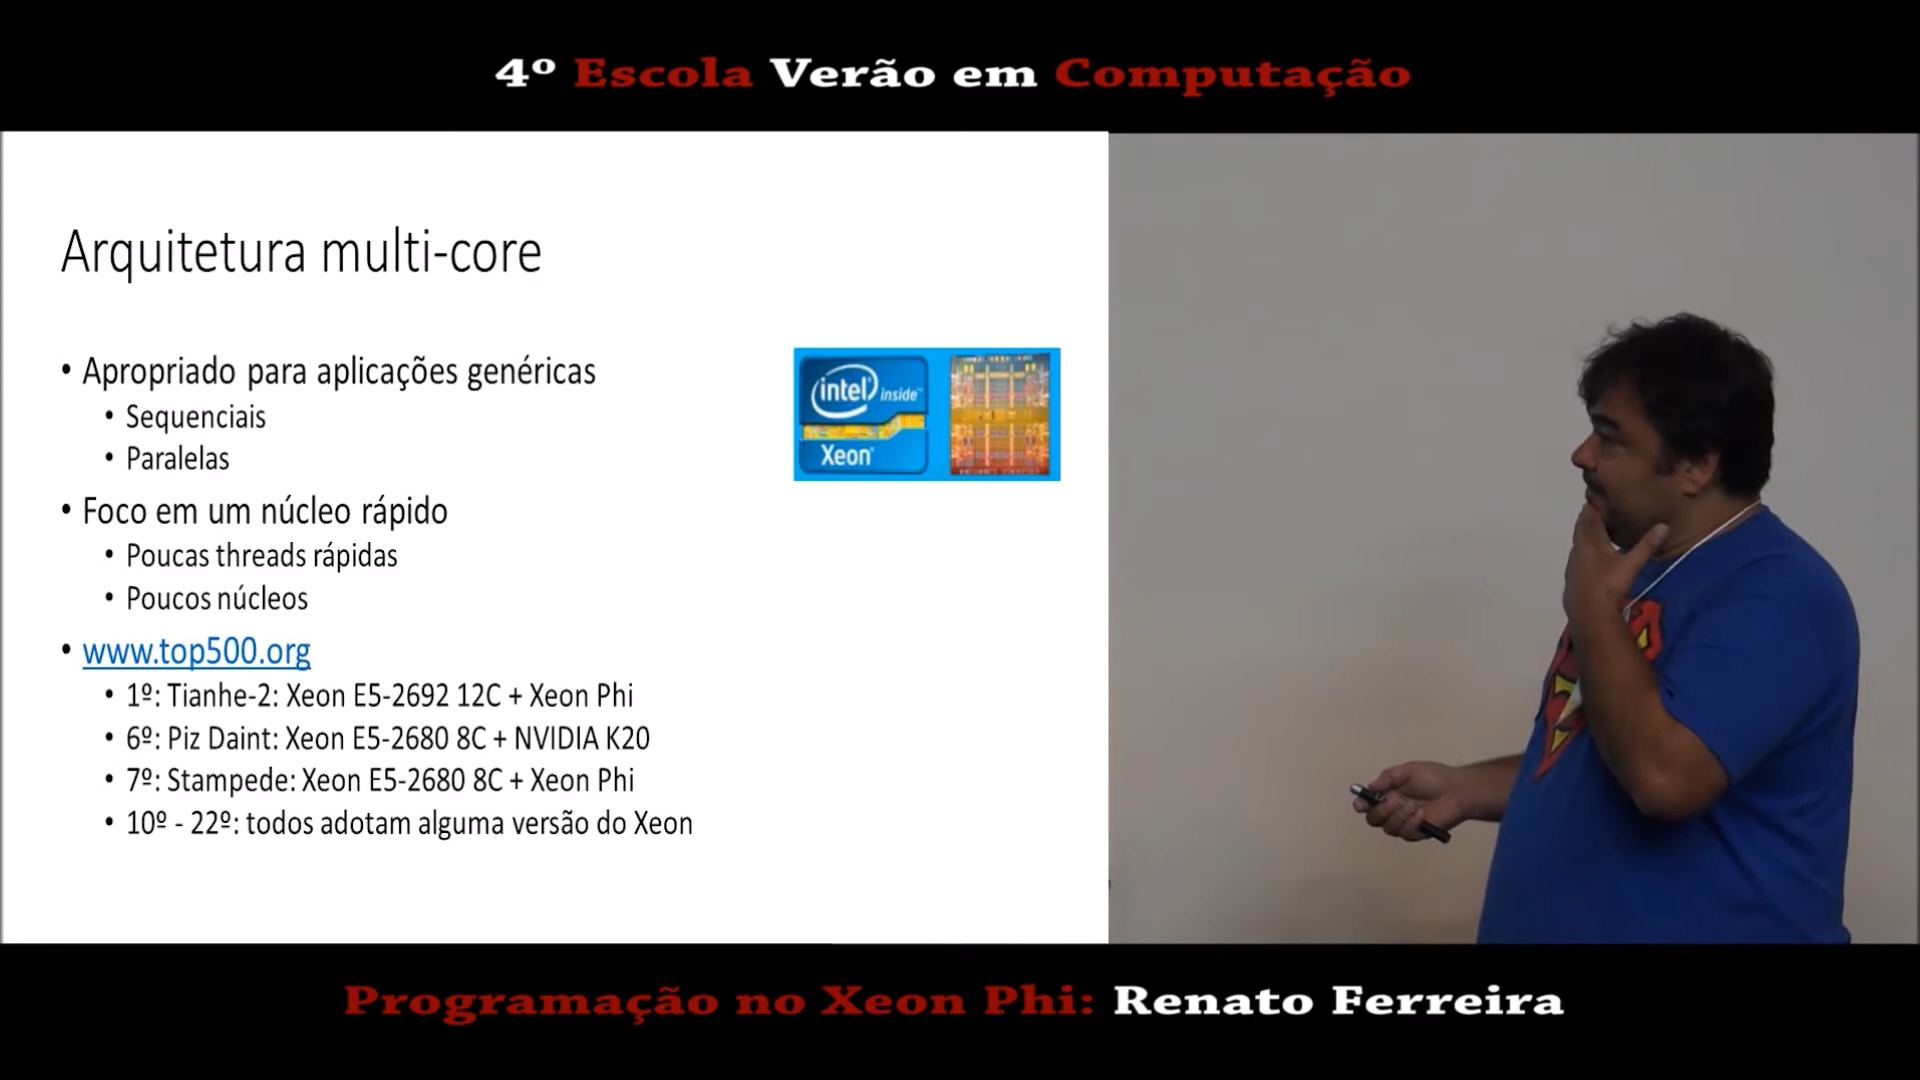 4º Escola Verão em Computação
Arquitetura multi-core
• Apropriado para aplicações genéricas
• Sequenciais
• Paralelas
intel inside™
Xeon®
• Foco em um núcleo rápido
• Poucas threads rápidas
• Poucos núcleos
• www.top500.org
• 1º: Tianhe-2: Xeon E5-2692 12C + Xeon Phi
• 6º: Piz Daint: Xeon E5-2680 8C + NVIDIA K20
• 7º: Stampede: Xeon E5-2680 8C + Xeon Phi
• 10º - 22º: todos adotam alguma versão do Xeon
Programação no Xeon Phi: Renato Ferreira